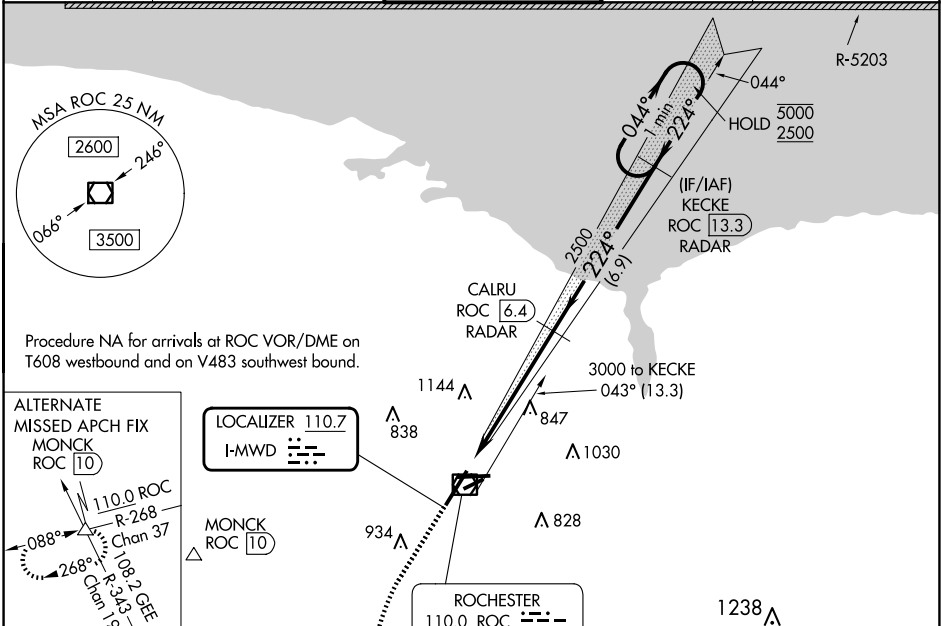 R-5203
MSA ROC 25 NM
2600
246°
066°
3500
044°
044°
1 min
224°
HOLD
5000
2500
(IF/IAF)
KECKE
ROC 13.3
RADAR
2500
224°
(6.9)
CALRU
ROC 6.4
RADAR
Procedure NA for arrivals at ROC VOR/DME on
T608 westbound and on V483 southwest bound.
3000 to KECKE
043° (13.3)
1144
838
847
1030
828
934
1238
LOCALIZER 110.7
I-MWD
ALTERNATE
MISSED APCH FIX
MONCK
ROC 10
N
110.0 ROC
R-268
Chan 37
088°
268°
108.2 GEE
R-343
Chan 19
MONCK
ROC 10
ROCHESTER
110.0 ROC